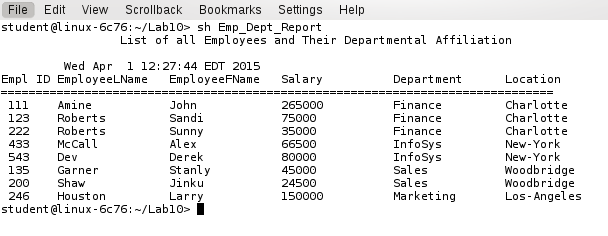 File Edit View Scrollback Bookmarks Settings Help
student@linux-6c76:~/Lab10> sh Emp_Dept_Report
List of all Employees and Their Departmental Affiliation
Wed Apr  1 12:27:44 EDT 2015
Empl ID EmployeeLName EmployeeFName Salary Department Location
================================================================================
111 Amine John 265000 Finance Charlotte
123 Roberts Sandi 75000 Finance Charlotte
222 Roberts Sunny 35000 Finance Charlotte
433 McCall Alex 66500 InfoSys New-York
543 Dev Derek 80000 InfoSys New-York
135 Garner Stanly 45000 Sales Woodbridge
200 Shaw Jinku 24500 Sales Woodbridge
246 Houston Larry 150000 Marketing Los-Angeles
student@linux-6c76:~/Lab10>